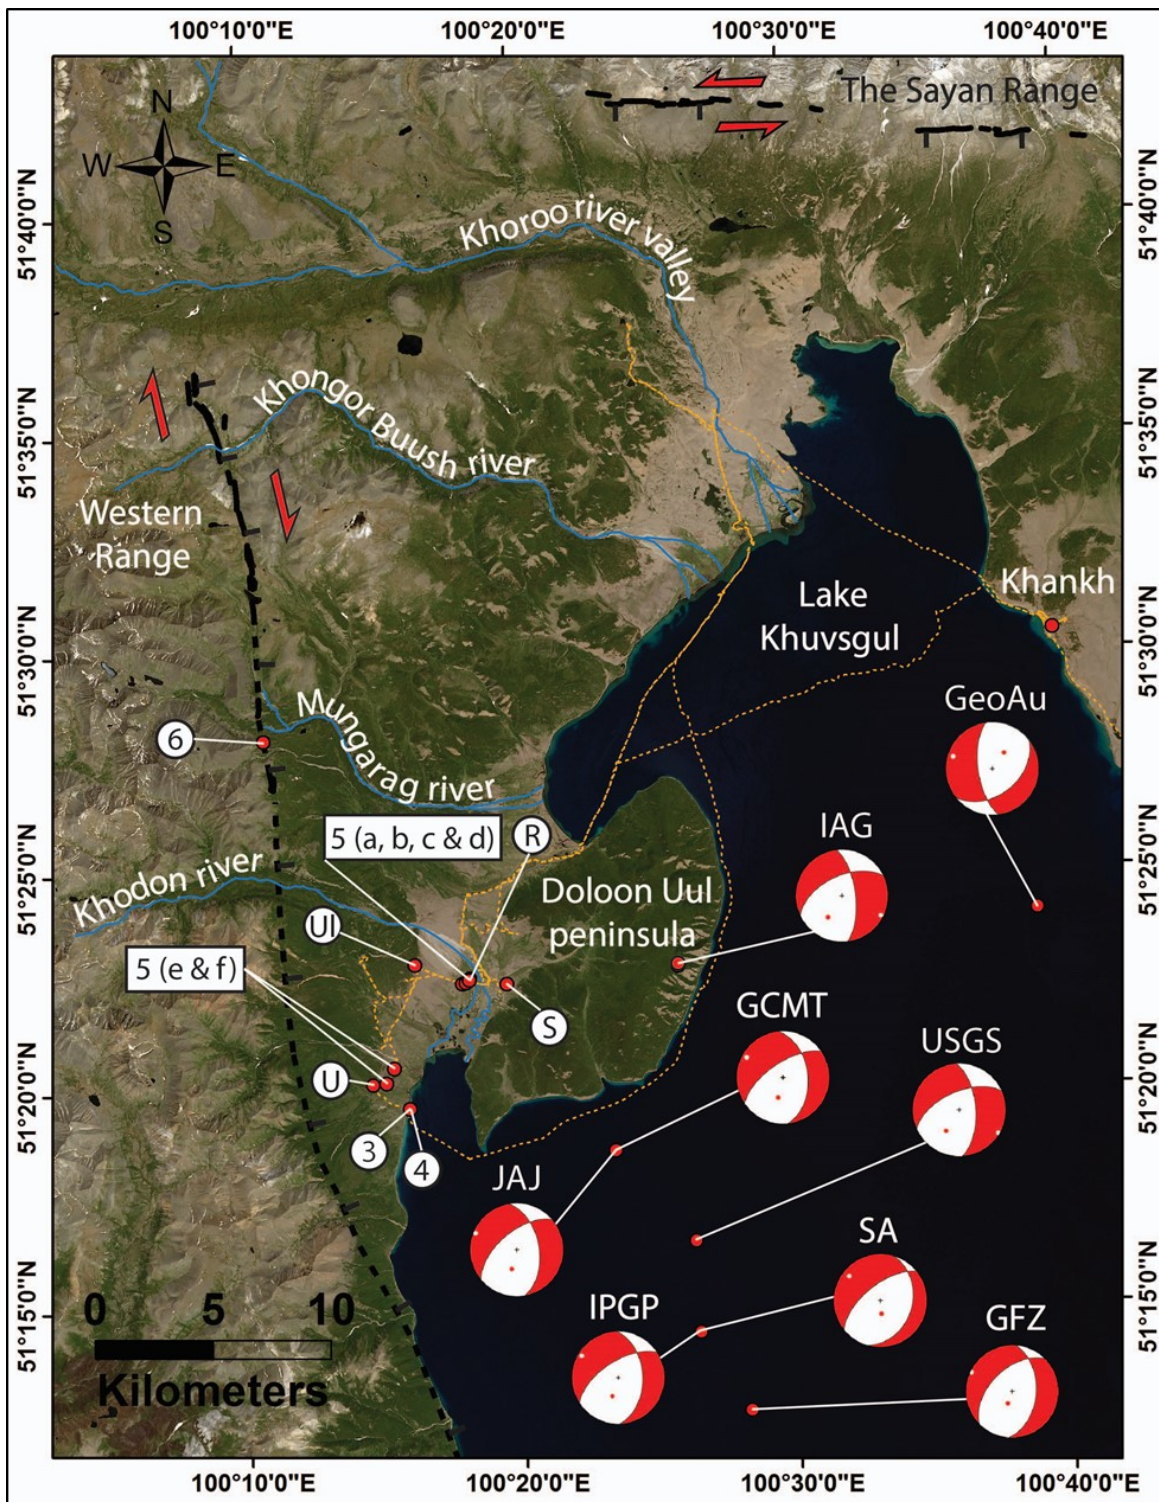 100°10'0"E
100°20'0"E
100°30'0"E
100°40'0"E
The Sayan Range
N
W
E
S
51°40'0"N
51°40'0"N
Khoroo river valley
51°35'0"N
51°35'0"N
Khongor Buush river
Western
Range
Khankh
Lake
Khuvsgul
51°30'0"N
51°30'0"N
GeoAu
Mungarag river
6
5 (a, b, c & d)
R
IAG
51°25'0"N
51°25'0"N
Khodon river
Doloon Uul
peninsula
Ul
5 (e & f)
S
GCMT
USGS
U
51°20'0"N
51°20'0"N
3
4
JAJ
SA
IPGP
GFZ
51°15'0"N
51°15'0"N
0
5
10
Kilometers
100°10'0"E
100°20'0"E
100°30'0"E
100°40'0"E